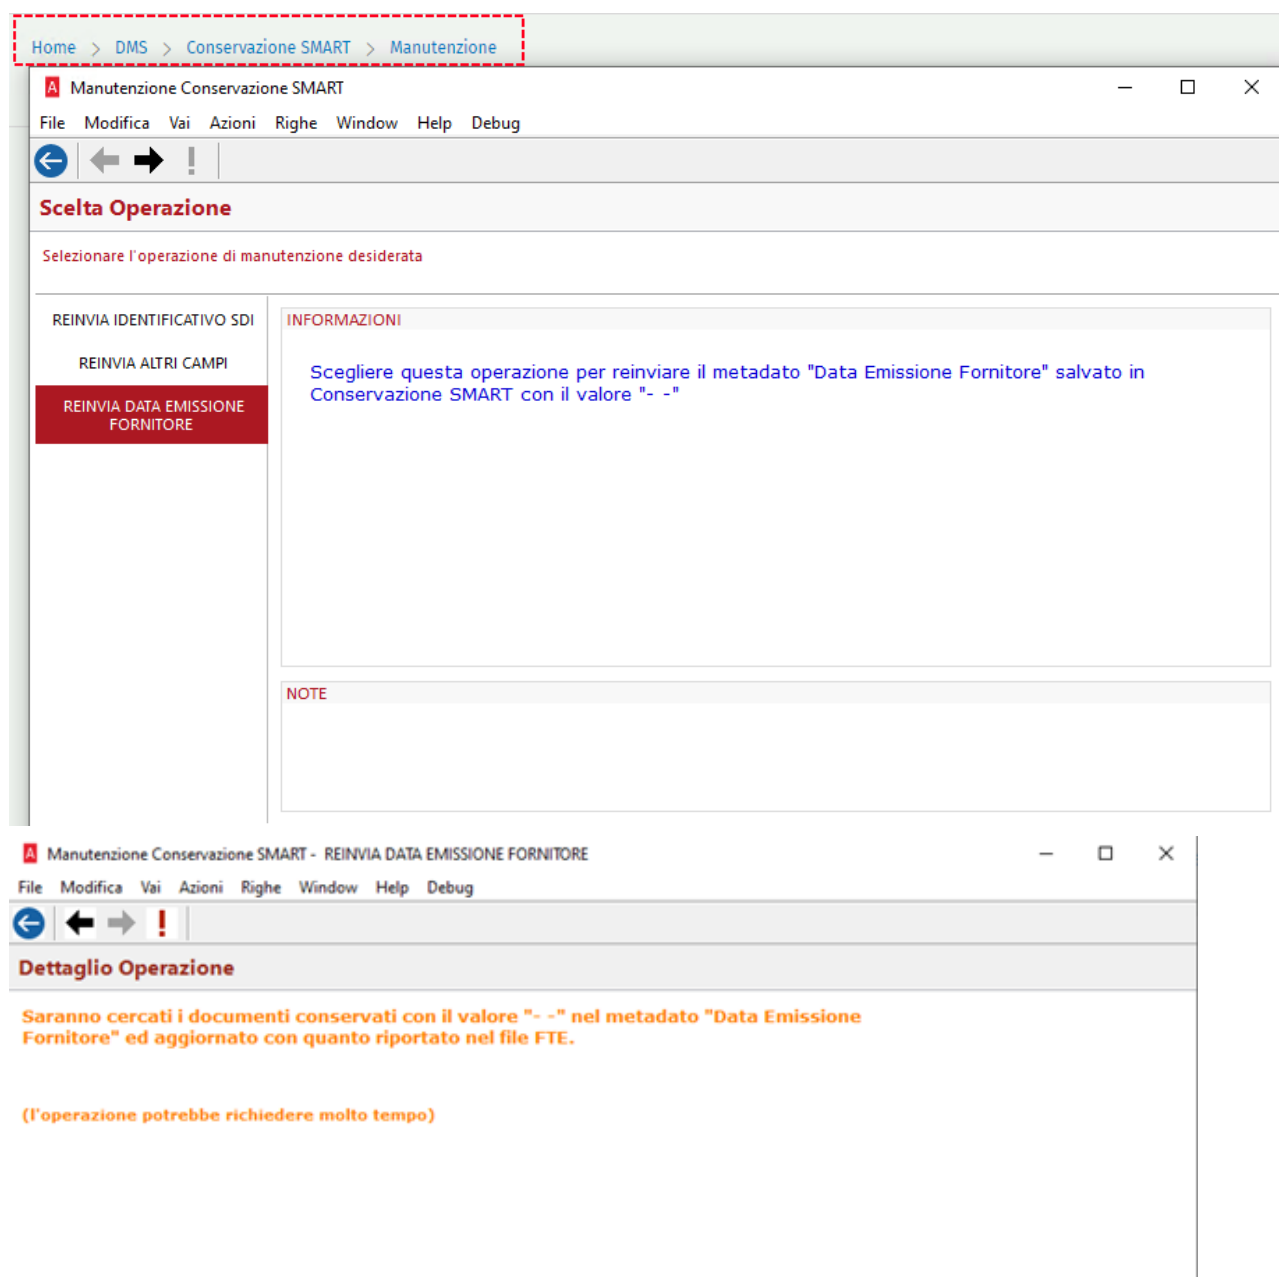 Home > DMS > Conservazione SMART > Manutenzione
A Manutenzione Conservazione SMART
File Modifica Vai Azioni Righe Window Help Debug
Scelta Operazione
Selezionare l'operazione di manutenzione desiderata
REINVIA IDENTIFICATIVO SDI
REINVIA ALTRI CAMPI
REINVIA DATA EMISSIONE
FORNITORE
INFORMAZIONI
Scegliere questa operazione per reinviare il metadato "Data Emissione Fornitore" salvato in
Conservazione SMART con il valore "- -"
NOTE
A Manutenzione Conservazione SMART - REINVIA DATA EMISSIONE FORNITORE
File Modifica Vai Azioni Righe Window Help Debug
Dettaglio Operazione
Saranno cercati i documenti conservati con il valore "- -" nel metadato "Data Emissione
Fornitore" ed aggiornato con quanto riportato nel file FTE.
(l'operazione potrebbe richiedere molto tempo)